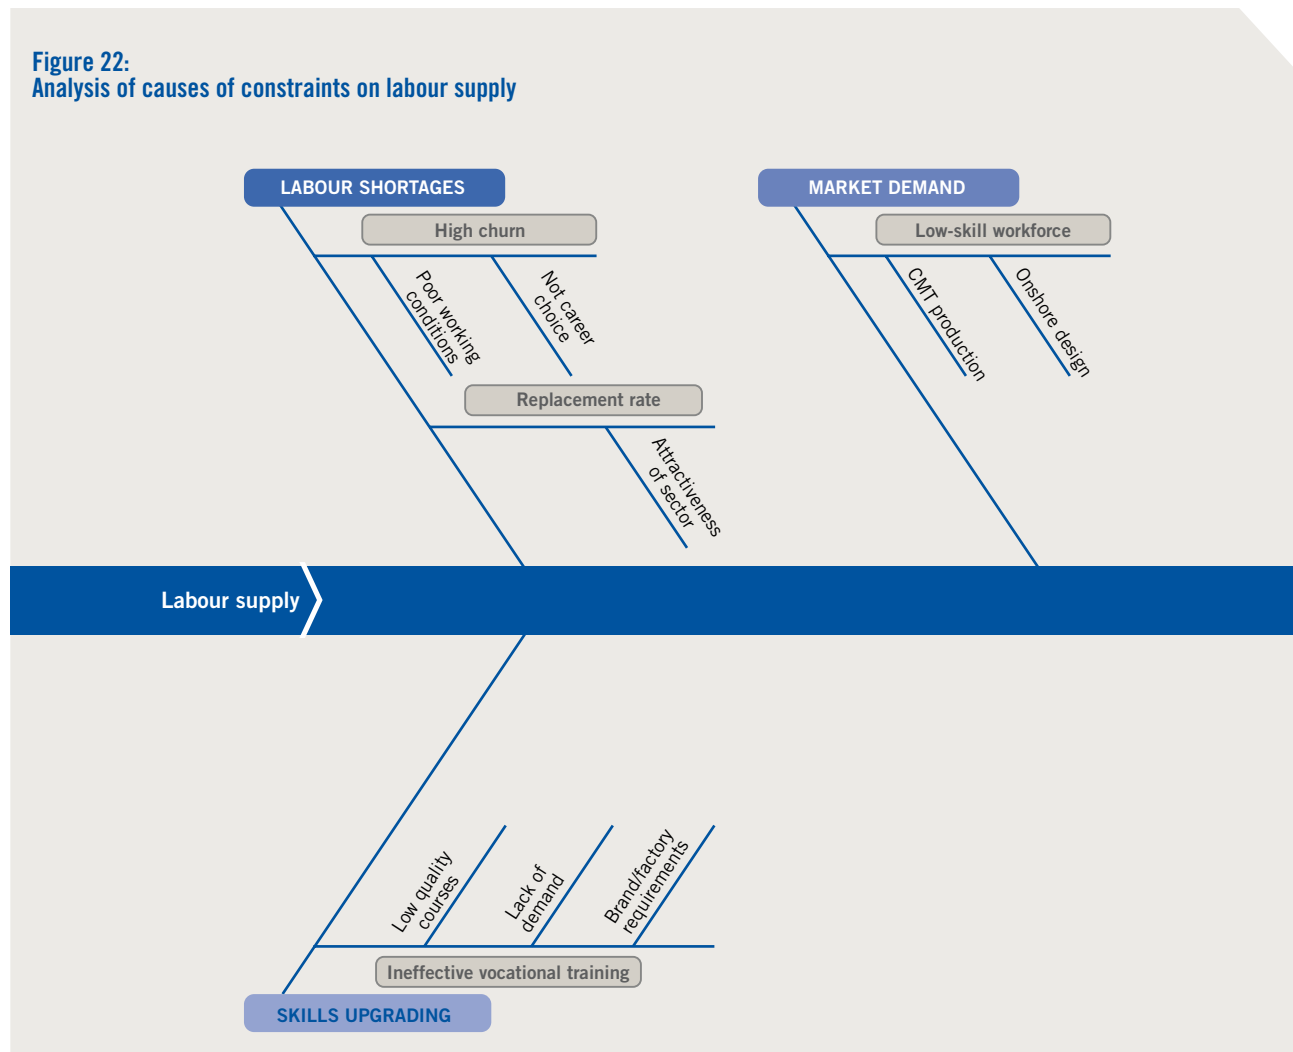 Figure 22:
Analysis of causes of constraints on labour supply
LABOUR SHORTAGES
High churn
Poor working
conditions
Not career
choice
Replacement rate
Attractiveness
of sector
MARKET DEMAND
Low-skill workforce
CMT production
Onshore design
Labour supply
Low quality
courses
Lack of
demand
Brand/factory
requirements
Ineffective vocational training
SKILLS UPGRADING